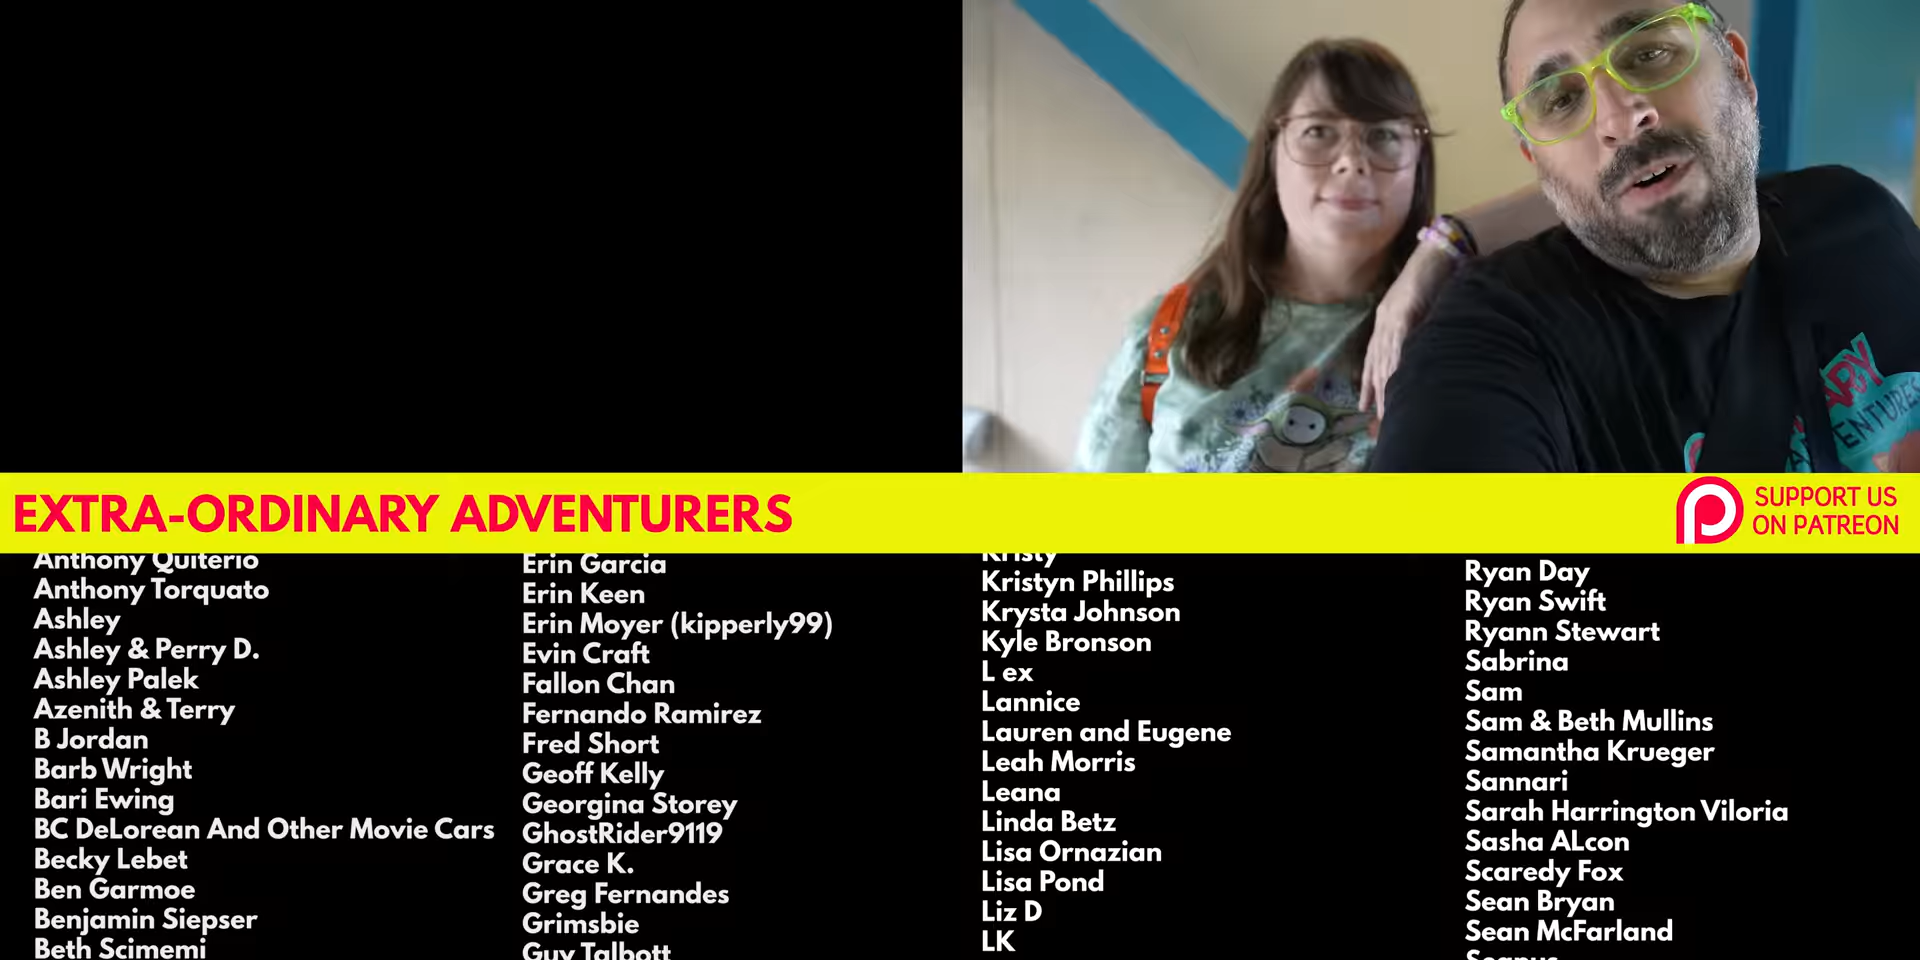 ARY
ENTURES
EXTRA-ORDINARY ADVENTURERS
SUPPORT US
ON PATREON
Anthony Quiterio
Anthony Torquato
Ashley
Ashley & Perry D.
Ashley Palek
Azenith & Terry
B Jordan
Barb Wright
Bari Ewing
BC DeLorean And Other Movie Cars
Becky Lebet
Ben Garmoe
Benjamin Siepser
Beth Scimemi
Erin Garcia
Erin Keen
Erin Moyer (kipperly99)
Evin Craft
Fallon Chan
Fernando Ramirez
Fred Short
Geoff Kelly
Georgina Storey
GhostRider9119
Grace K.
Greg Fernandes
Grimsbie
Guy Talbott
Kristy
Kristyn Phillips
Krysta Johnson
Kyle Bronson
L ex
Lannice
Lauren and Eugene
Leah Morris
Leana
Linda Betz
Lisa Ornazian
Lisa Pond
Liz D
LK
Ryan Day
Ryan Swift
Ryann Stewart
Sabrina
Sam
Sam & Beth Mullins
Samantha Krueger
Sannari
Sarah Harrington Viloria
Sasha ALcon
Scaredy Fox
Sean Bryan
Sean McFarland